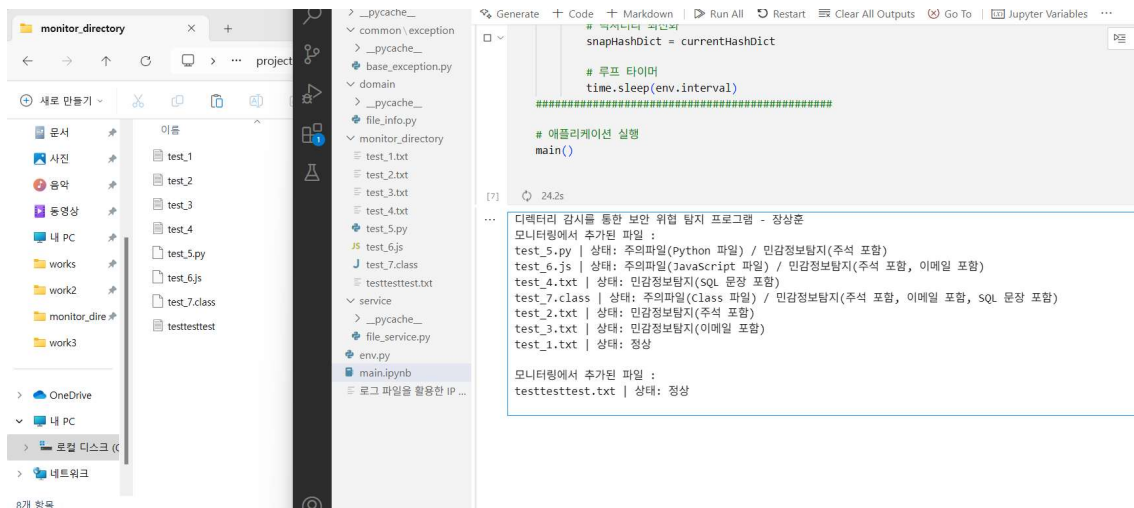 monitor_directory
project
새로 만들기
문서
사진
음악
동영상
내 PC
works
work2
monitor_dire
work3
OneDrive
내 PC
로컬 디스크 (C
네트워크
8개 항목
이름
test_1
test_2
test_3
test_4
test_5.py
test_6.js
test_7.class
testtesttest
1
__pycache__
common\exception
__pycache__
base_exception.py
domain
__pycache__
file_info.py
monitor_directory
test_1.txt
test_2.txt
test_3.txt
test_4.txt
test_5.py
JS test_6.js
J test_7.class
testtesttest.txt
service
__pycache__
file_service.py
env.py
main.ipynb
로그 파일을 활용한 IP ...
Generate + Code + Markdown | Run All Restart Clear All Outputs Go To | Jupyter Variables ...
snapHashDict = currentHashDict
# 루프 타이머
time.sleep(env.interval)
###############################################
# 애플리케이션 실행
main()
[7] 24.2s
... 디렉터리 감시를 통한 보안 위협 탐지 프로그램 - 장상훈
모니터링에서 추가된 파일 :
test_5.py | 상태: 주의파일(Python 파일) / 민감정보탐지(주석 포함)
test_6.js | 상태: 주의파일(JavaScript 파일) / 민감정보탐지(주석 포함, 이메일 포함)
test_4.txt | 상태: 민감정보탐지(SQL 문장 포함)
test_7.class | 상태: 주의파일(Class 파일) / 민감정보탐지(주석 포함, 이메일 포함, SQL 문장 포함)
test_2.txt | 상태: 민감정보탐지(주석 포함)
test_3.txt | 상태: 민감정보탐지(이메일 포함)
test_1.txt | 상태: 정상
모니터링에서 추가된 파일 :
testtesttest.txt | 상태: 정상